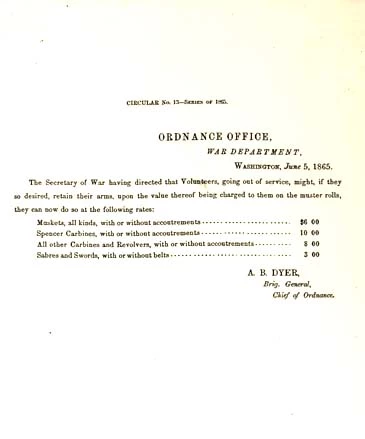 CIRCULAR No. 13—SERIES OF 1865.
ORDNANCE OFFICE,
WAR DEPARTMENT,
WASHINGTON, June 5, 1865.
The Secretary of War having directed that Volunteers, going out of service, might, if they
so desired, retain their arms, upon the value thereof being charged to them on the muster rolls,
they can now do so at the following rates:
Muskets, all kinds, with or without accoutrements $6 00
Spencer Carbines, with or without accoutrements 10 00
All other Carbines and Revolvers, with or without accoutrements 8 00
Sabres and Swords, with or without belts 3 00
A. B. DYER,
Brig. General,
Chief of Ordnance.